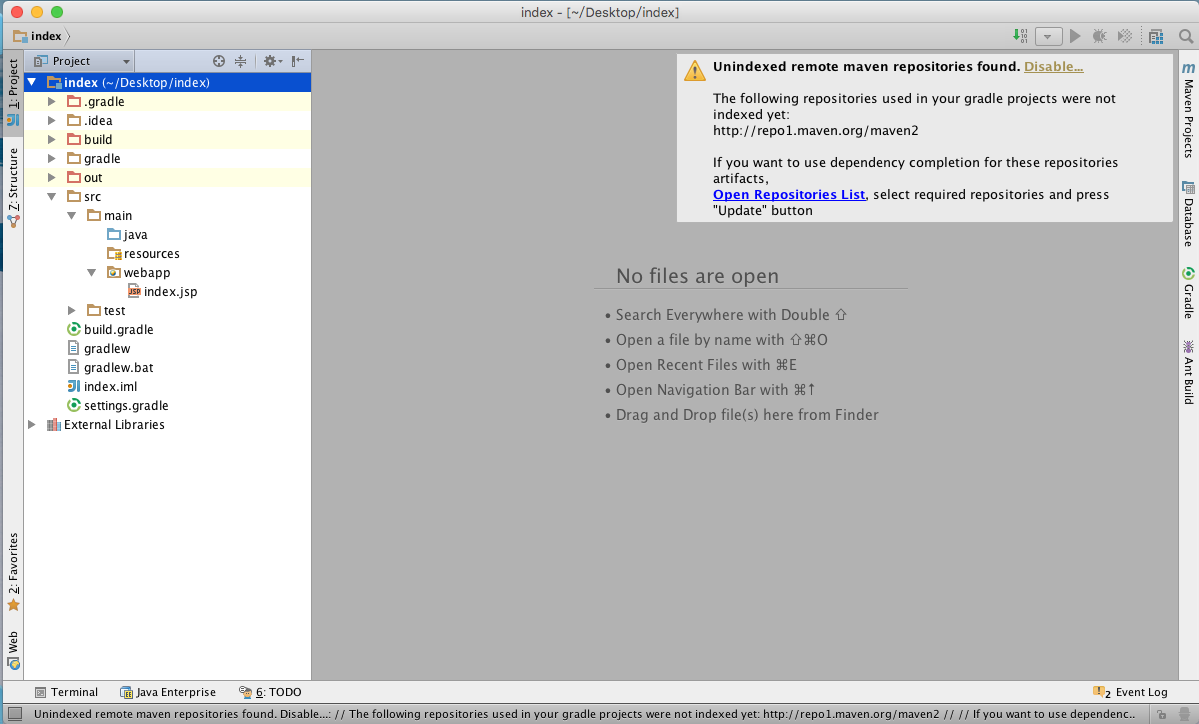 index - [~/Desktop/index]
index
Project
1: Project
Z: Structure
2: Favorites
Web
index (~/Desktop/index)
.gradle
.idea
build
gradle
out
src
main
java
resources
webapp
JSP index.jsp
test
build.gradle
gradlew
gradlew.bat
index.iml
settings.gradle
External Libraries
Unindexed remote maven repositories found. Disable...
The following repositories used in your gradle projects were not
indexed yet:
http://repo1.maven.org/maven2
If you want to use dependency completion for these repositories
artifacts,
Open Repositories List, select required repositories and press
"Update" button
No files are open
• Search Everywhere with Double ⇧
• Open a file by name with ⇧⌘O
• Open Recent Files with ⌘E
• Open Navigation Bar with ⌘↑
• Drag and Drop file(s) here from Finder
m
Maven Projects
Database
Gradle
Ant Build
Terminal
Java Enterprise
6: TODO
2 Event Log
Unindexed remote maven repositories found. Disable...: // The following repositories used in your gradle projects were not indexed yet: http://repo1.maven.org/maven2 // // If you want to use dependenc..